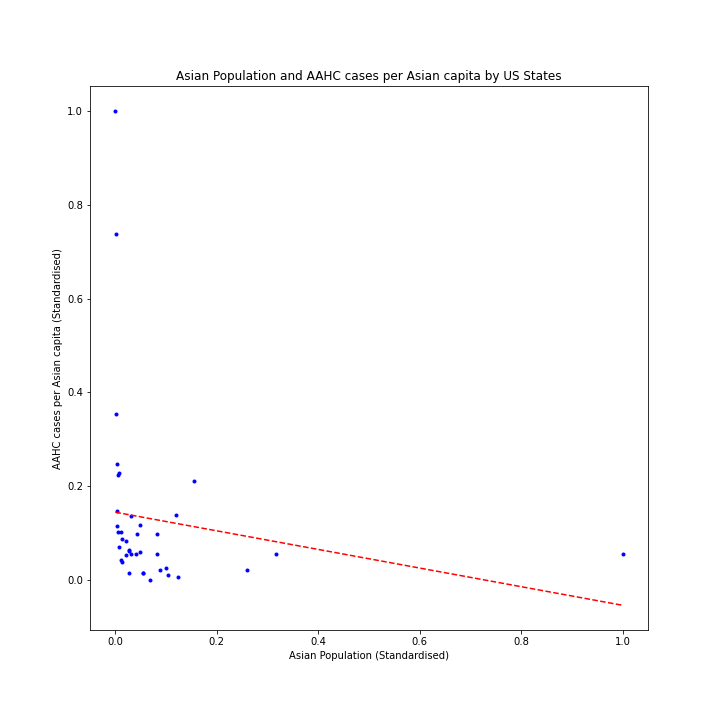 Asian Population and AAHC cases per Asian capita by US States
AAHC cases per Asian capita (Standardised)
1.0
0.8
0.6
0.4
0.2
0.0
0.0 0.2 0.4 0.6 0.8 1.0
Asian Population (Standardised)